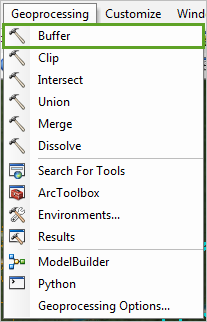 Geoprocessing Customize Wind
Buffer
Clip
Intersect
Union
Merge
Dissolve
Search For Tools
ArcToolbox
Environments...
Results
ModelBuilder
Python
Geoprocessing Options...